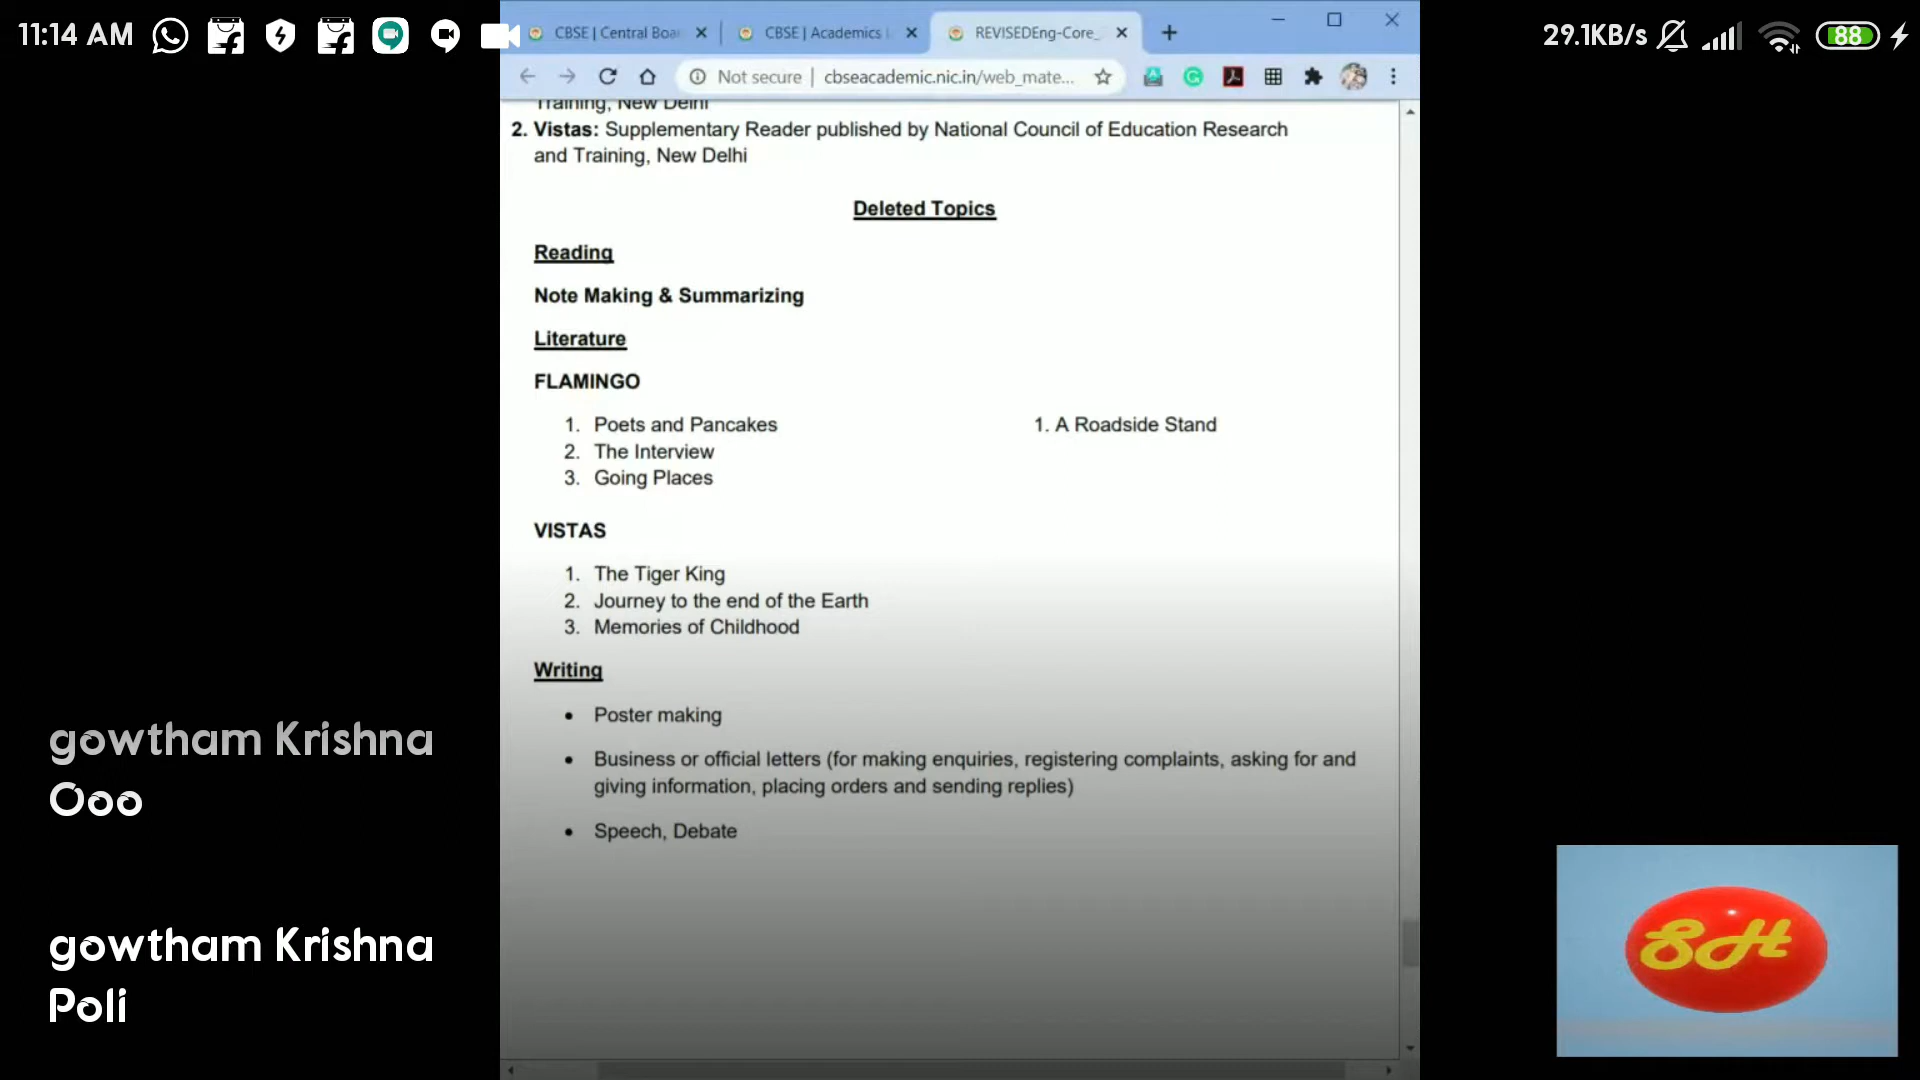 11:14 AM
29.1KB/s
88
CBSE | Central Boa
CBSE | Academics
REVISEDEng-Core_
Not secure | cbseacademic.nic.in/web_mate...
Training, New Delhi
2. Vistas: Supplementary Reader published by National Council of Education Research
and Training, New Delhi
Deleted Topics
Reading
Note Making & Summarizing
Literature
FLAMINGO
1. Poets and Pancakes
2. The Interview
3. Going Places
1. A Roadside Stand
VISTAS
1. The Tiger King
2. Journey to the end of the Earth
3. Memories of Childhood
Writing
• Poster making
• Business or official letters (for making enquiries, registering complaints, asking for and
giving information, placing orders and sending replies)
• Speech, Debate
gowtham Krishna
Ooo
gowtham Krishna
Poli
SH